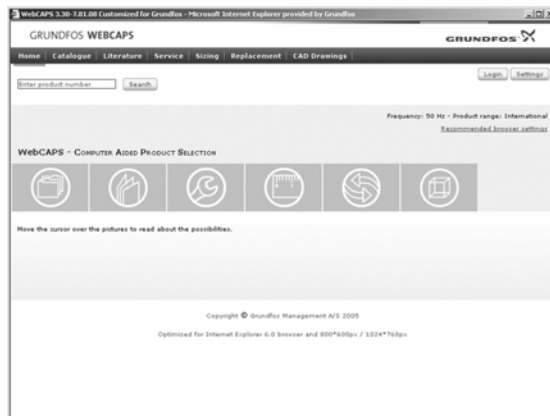 WebCAPS 3.30-7.01.00 Customized for Grundfos - Microsoft Internet Explorer provided by Grundfos
GRUNDFOS WEBCAPS
GRUNDFOS
Home Catalogue Literature Service Sizing Replacement CAD Drawings
Login Settings
Enter product number Search
Frequency: 50 Hz - Product range: International
Recommended browser settings
WebCAPS - Computer Aided Product Selection
Move the cursor over the pictures to read about the possibilities.
Copyright © Grundfos Management A/S 2005
Optimized for Internet Explorer 6.0 browser and 800*600px / 1024*768px